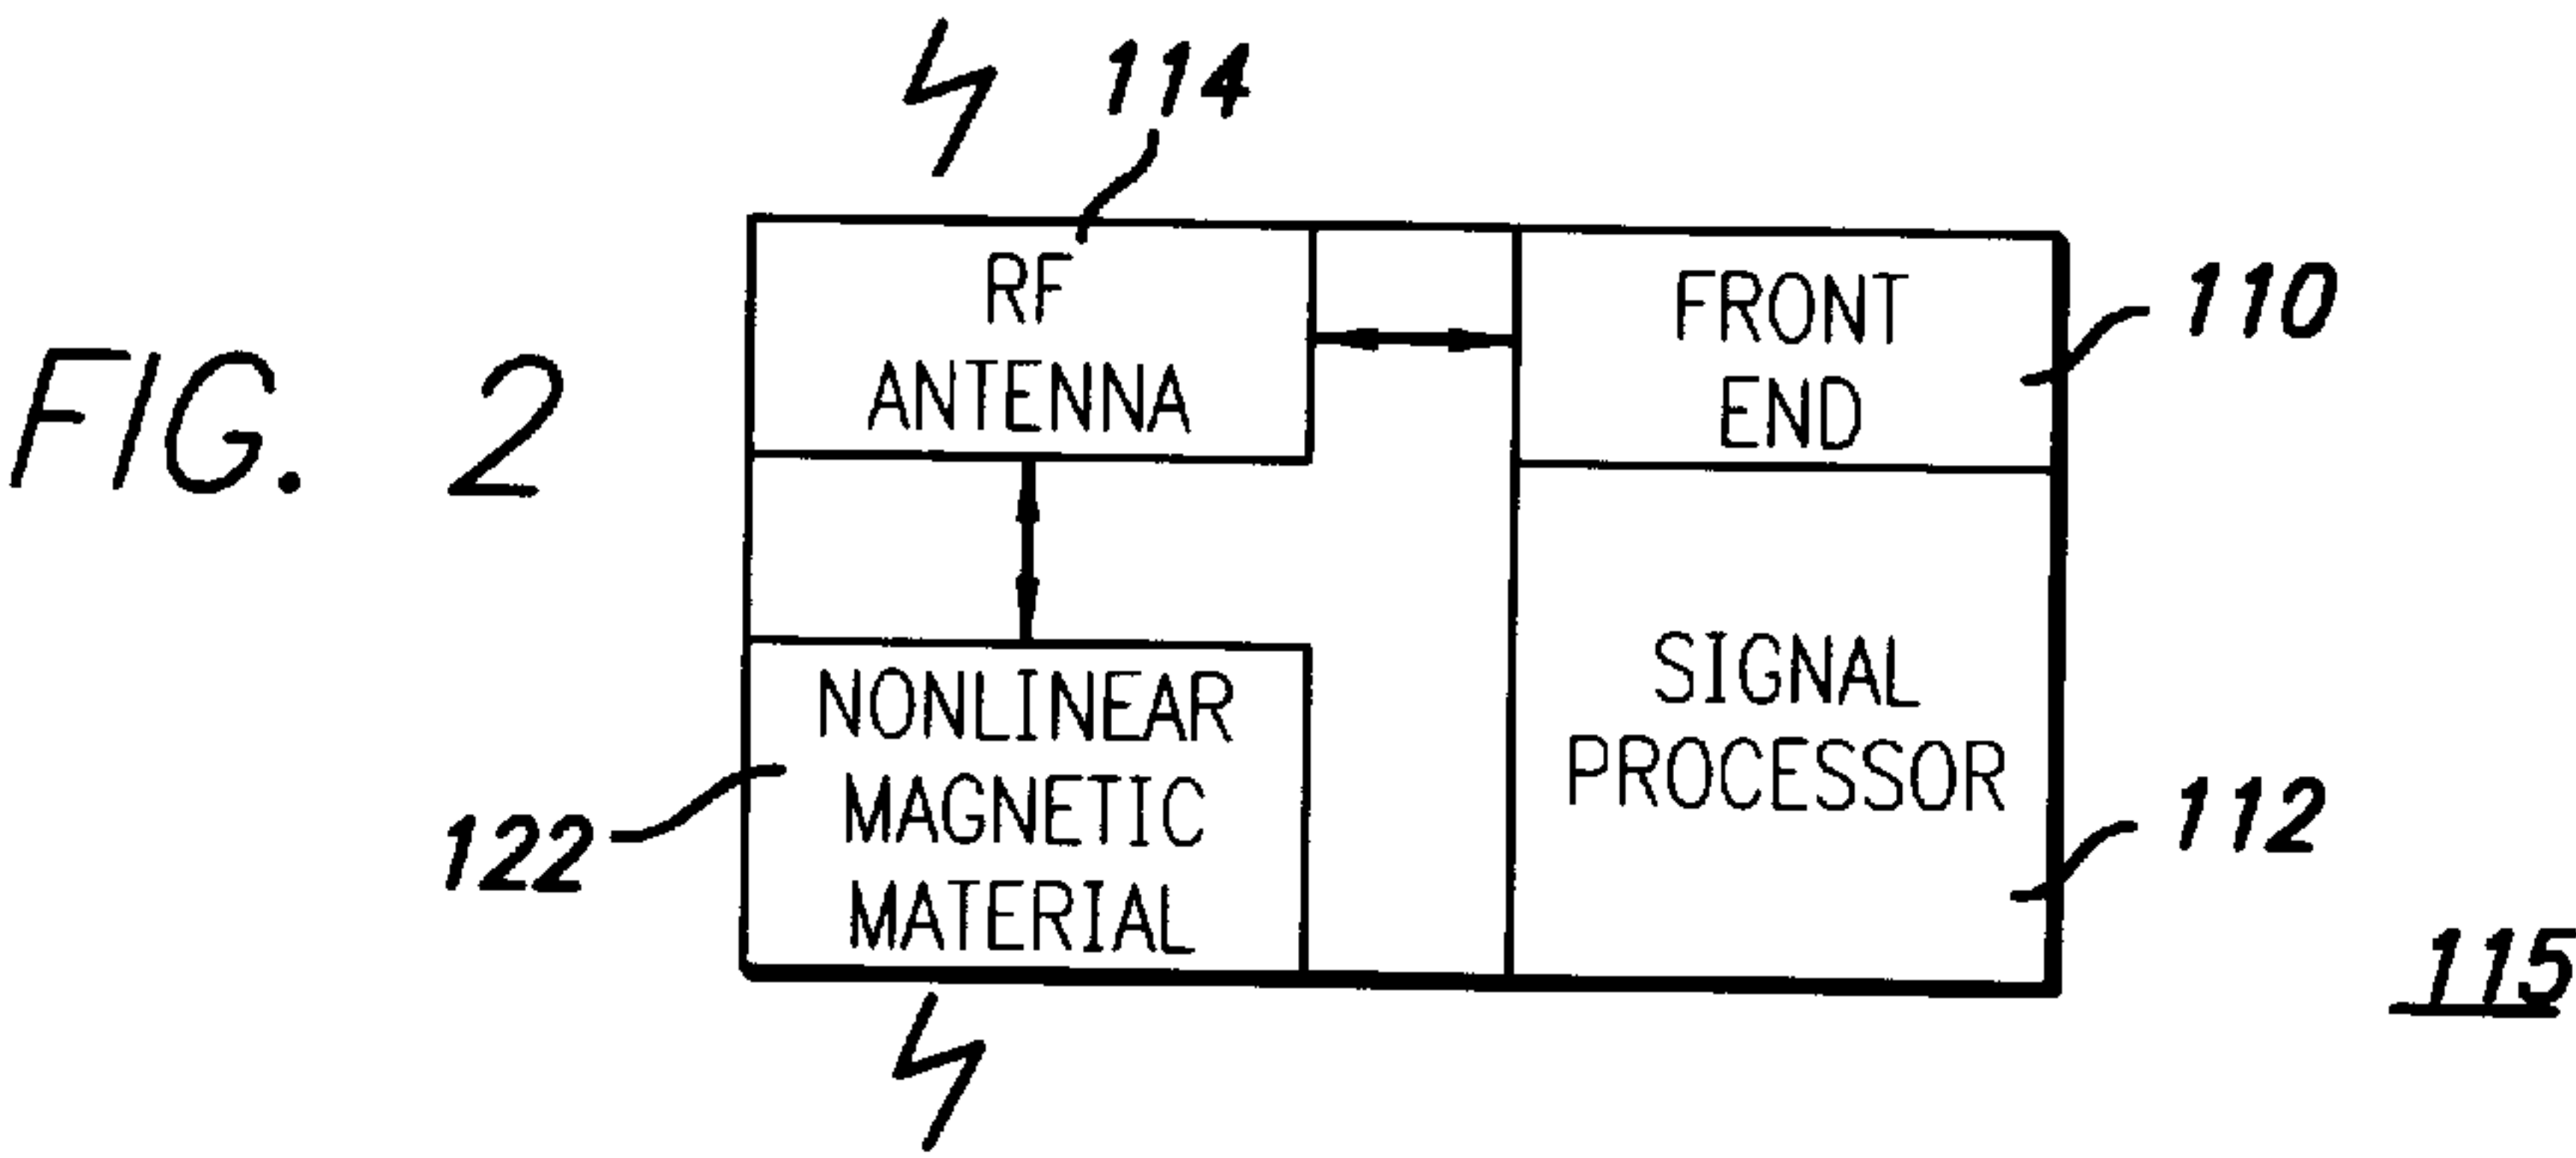 114
RF
ANTENNA
FRONT
END
110
FIG. 2
NONLINEAR
MAGNETIC
MATERIAL
122
SIGNAL
PROCESSOR
112
115